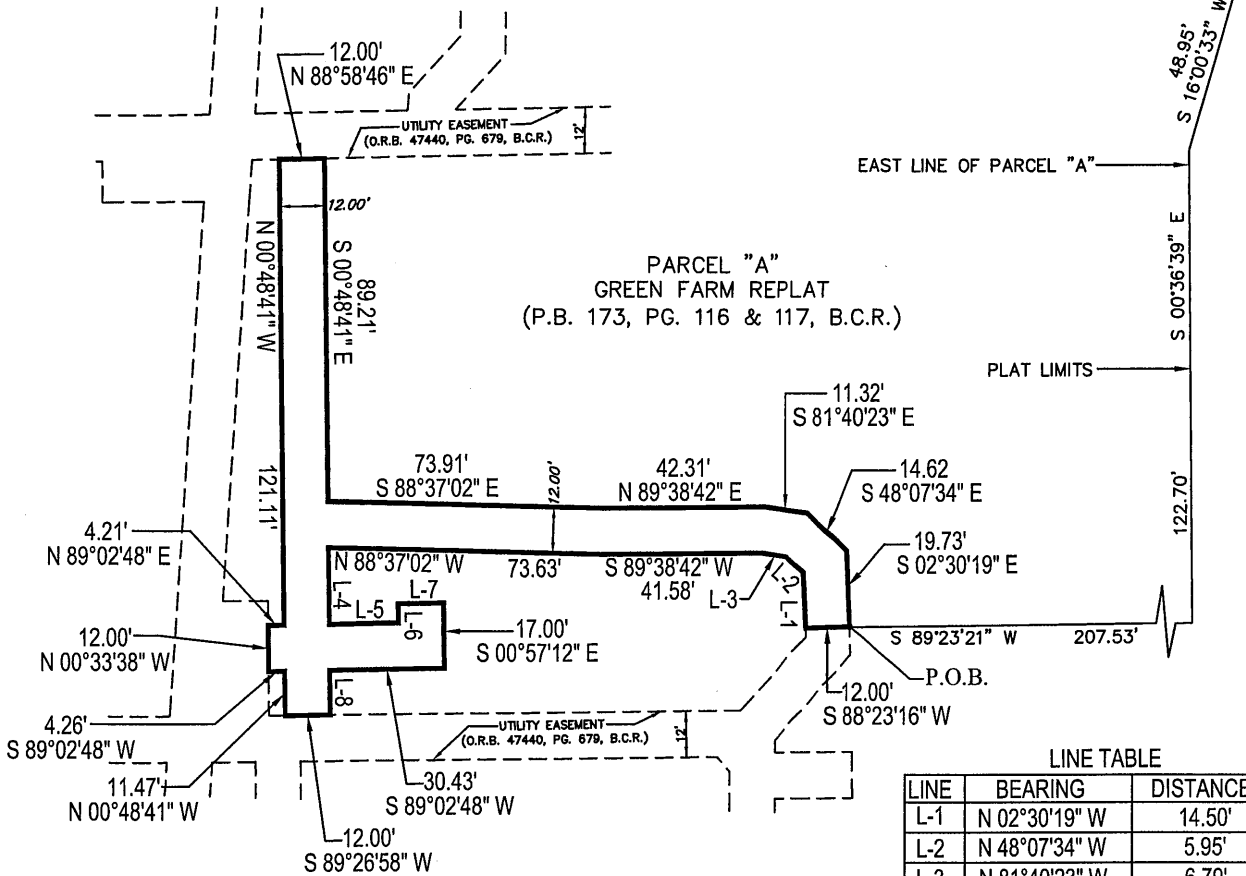 48.95'
S 16°00'33" W
12.00'
N 88°58'46" E
UTILITY EASEMENT
(O.R.B. 47440, PG. 679, B.C.R.)
12'
EAST LINE OF PARCEL "A"
12.00'
N 00°48'41" W
121.11'
89.21'
S 00°48'41" E
PARCEL "A"
GREEN FARM REPLAT
(P.B. 173, PG. 116 & 117, B.C.R.)
S 00°36'39" E
122.70'
PLAT LIMITS
11.32'
S 81°40'23" E
73.91'
S 88°37'02" E
12.00'
42.31'
N 89°38'42" E
14.62
S 48°07'34" E
4.21'
N 89°02'48" E
19.73'
S 02°30'19" E
N 88°37'02" W
73.63'
S 89°38'42" W
41.58'
L-3
L-2
L-1
L-4
L-5
L-7
L-6
12.00'
N 00°33'38" W
17.00'
S 00°57'12" E
S 89°23'21" W 207.53'
P.O.B.
12.00'
S 88°23'16" W
L-8
4.26'
S 89°02'48" W
UTILITY EASEMENT
(O.R.B. 47440, PG. 679, B.C.R.)
12'
11.47'
N 00°48'41" W
30.43'
S 89°02'48" W
12.00'
S 89°26'58" W
LINE TABLE
LINE BEARING DISTANCE
L-1 N 02°30'19" W 14.50'
L-2 N 48°07'34" W 5.95'
L-3 N 81°40'23" W 6.79'